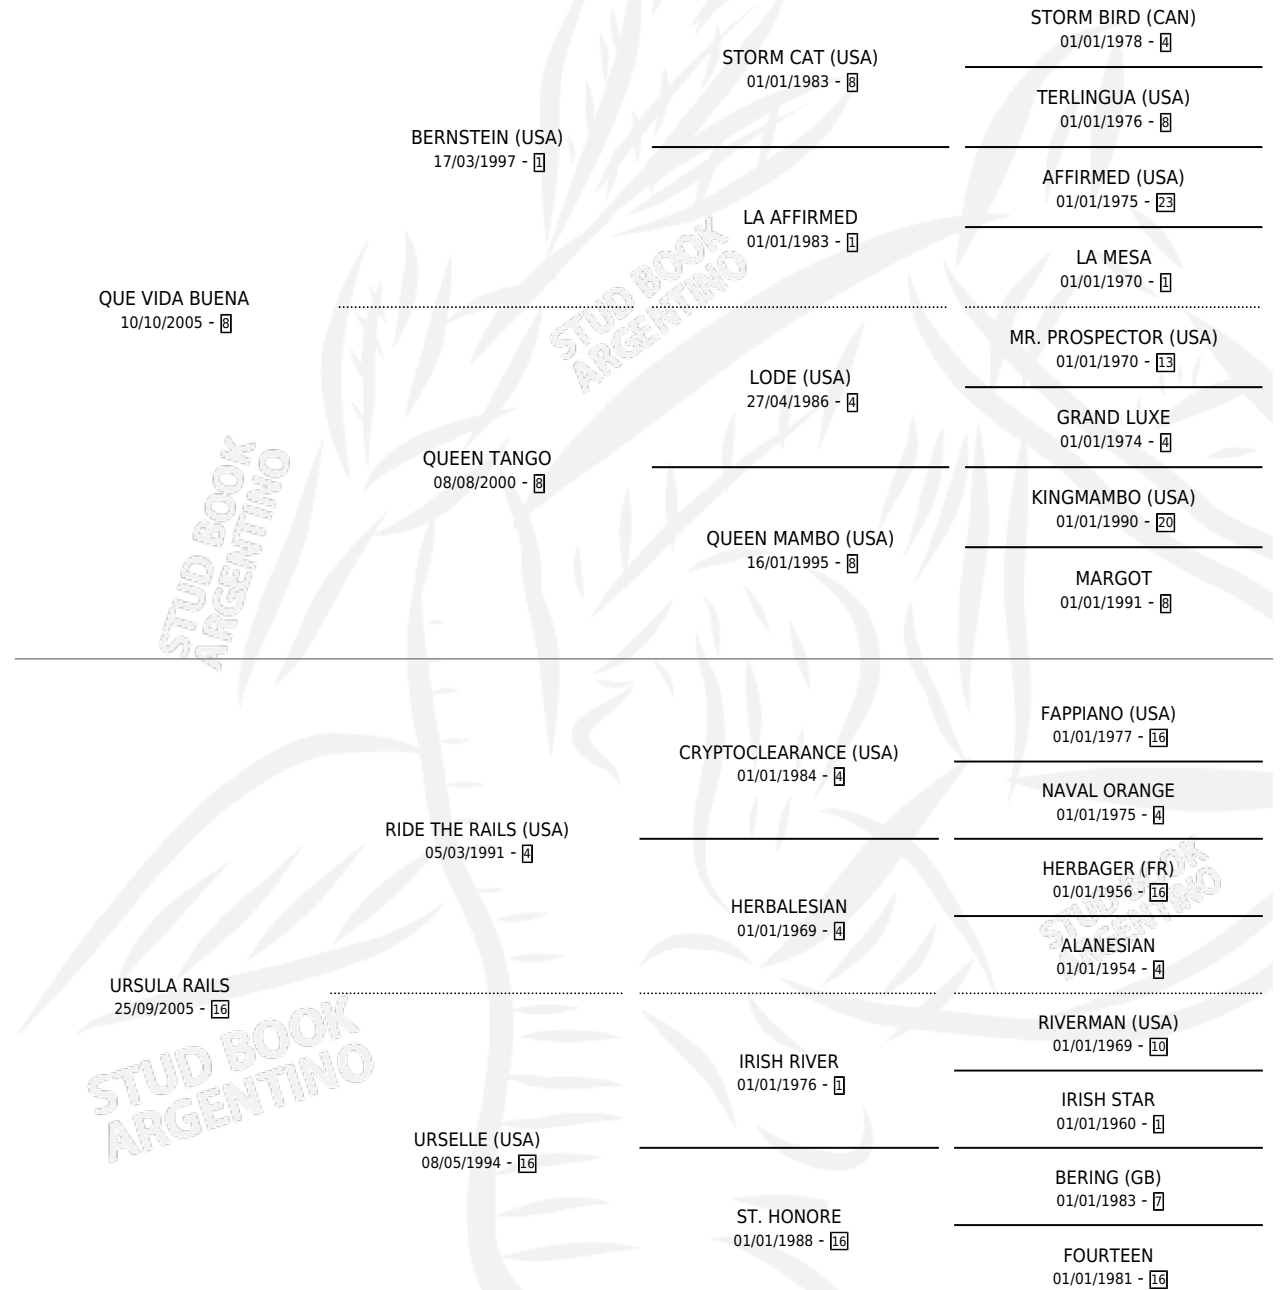 STORM BIRD (CAN)
01/01/1978 - 4
STORM CAT (USA)
01/01/1983 - 8
TERLINGUA (USA)
01/01/1976 - 8
BERNSTEIN (USA)
17/03/1997 - 1
AFFIRMED (USA)
01/01/1975 - 23
LA AFFIRMED
01/01/1983 - 1
LA MESA
01/01/1970 - 1
QUE VIDA BUENA
10/10/2005 - 8
STUD BOOK
ARGENTINO
MR. PROSPECTOR (USA)
01/01/1970 - 13
LODE (USA)
27/04/1986 - 4
GRAND LUXE
01/01/1974 - 4
QUEEN TANGO
08/08/2000 - 8
KINGMAMBO (USA)
01/01/1990 - 20
QUEEN MAMBO (USA)
16/01/1995 - 8
MARGOT
01/01/1991 - 8
STUD BOOK
ARGENTINO
FAPPIANO (USA)
01/01/1977 - 16
CRYPTOCLEARANCE (USA)
01/01/1984 - 4
NAVAL ORANGE
01/01/1975 - 4
RIDE THE RAILS (USA)
05/03/1991 - 4
HERBAGER (FR)
01/01/1956 - 16
HERBALESIAN
01/01/1969 - 4
STUD BOOK
ARGENTINO
ALANESIAN
01/01/1954 - 4
URSULA RAILS
25/09/2005 - 16
RIVERMAN (USA)
01/01/1969 - 10
IRISH RIVER
01/01/1976 - 1
IRISH STAR
01/01/1960 - 1
STUD BOOK
ARGENTINO
URSELLE (USA)
08/05/1994 - 16
BERING (GB)
01/01/1983 - 7
ST. HONORE
01/01/1988 - 16
FOURTEEN
01/01/1981 - 16